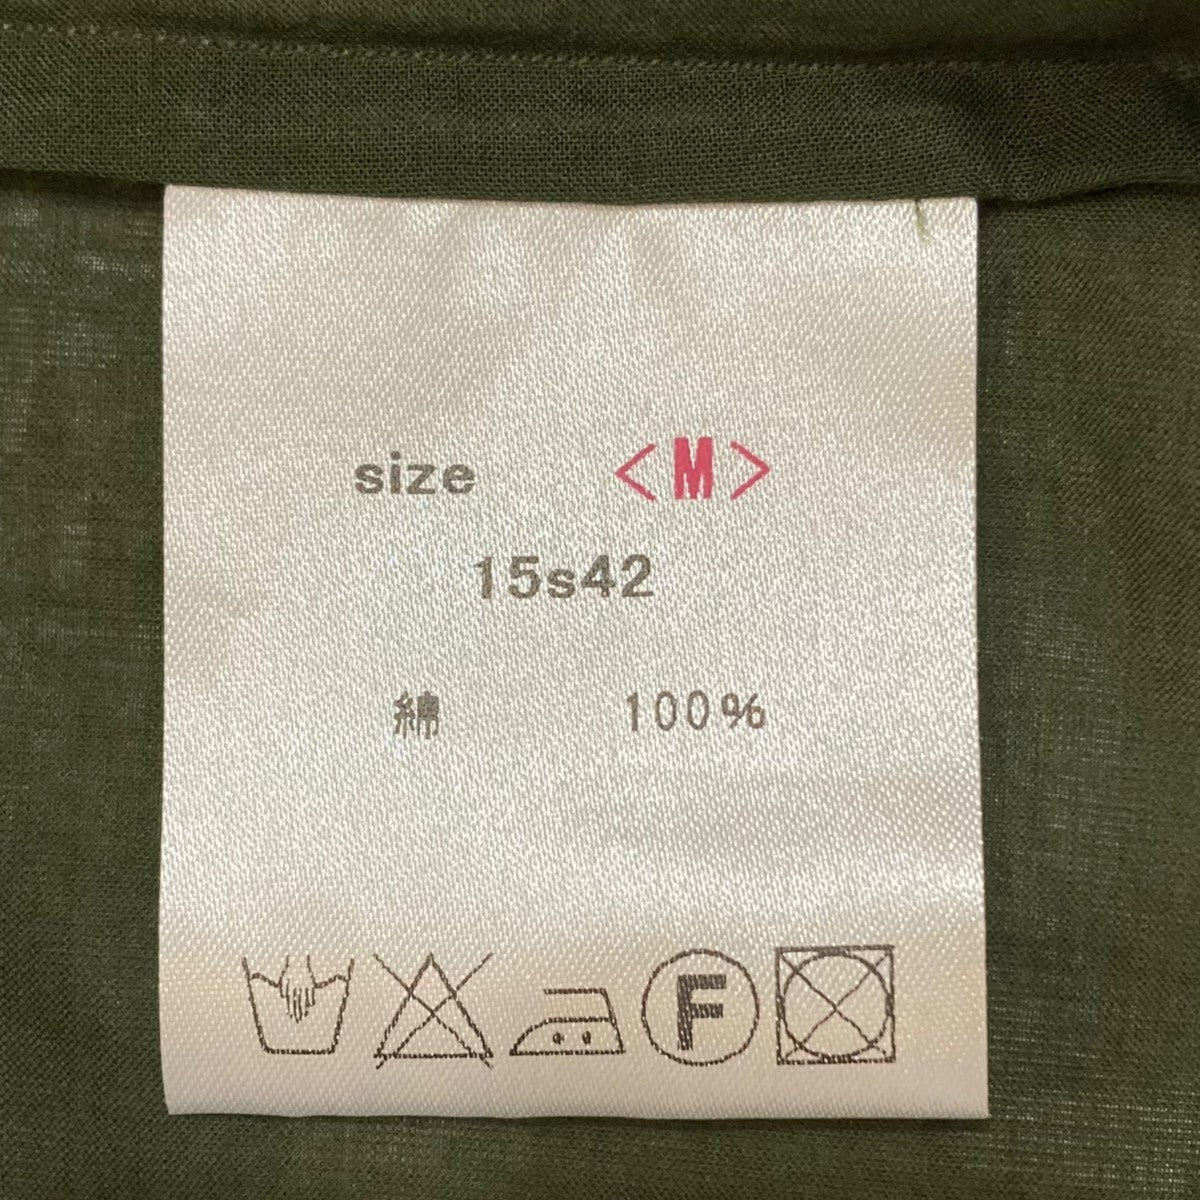 size <M>
15s42
綿 100%
F